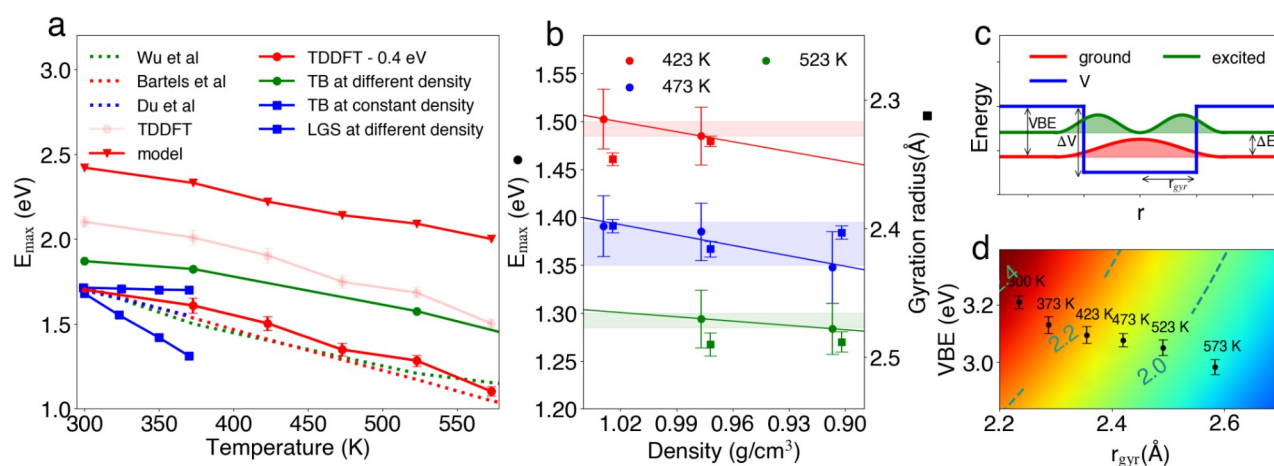 a
3.0
2.5
2.0
1.5
1.0
E_max (eV)
300 350 400 450 500 550
Temperature (K)
Wu et al
Bartels et al
Du et al
TDDFT
model
TDDFT - 0.4 eV
TB at different density
TB at constant density
LGS at different density
b
1.55
1.50
1.45
1.40
1.35
1.30
1.25
1.20
E_max (eV)
423 K
473 K
523 K
1.02 0.99 0.96 0.93 0.90
Density (g/cm³)
2.3
2.4
2.5
Gyration radius(Å)
c
ground
excited
V
Energy
VBE
ΔV
ΔE
r_gyr
r
d
VBE (eV)
3.2
3.0
2.4
300 K
373 K
423 K
473 K
523 K
573 K
2.2
2.0
2.2 2.4 2.6
r_gyr(Å)